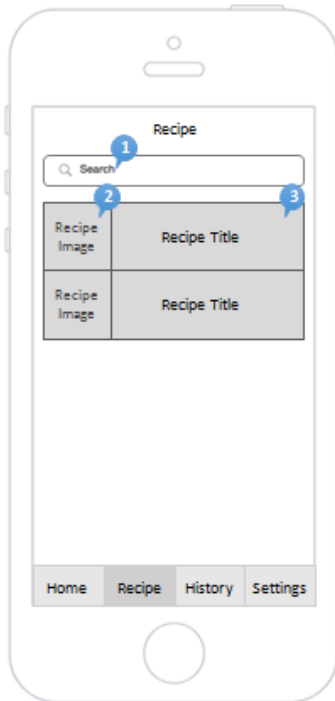 Recipe
1
Search
2
3
Recipe
Image
Recipe Title
Recipe
Image
Recipe Title
Home Recipe History Settings